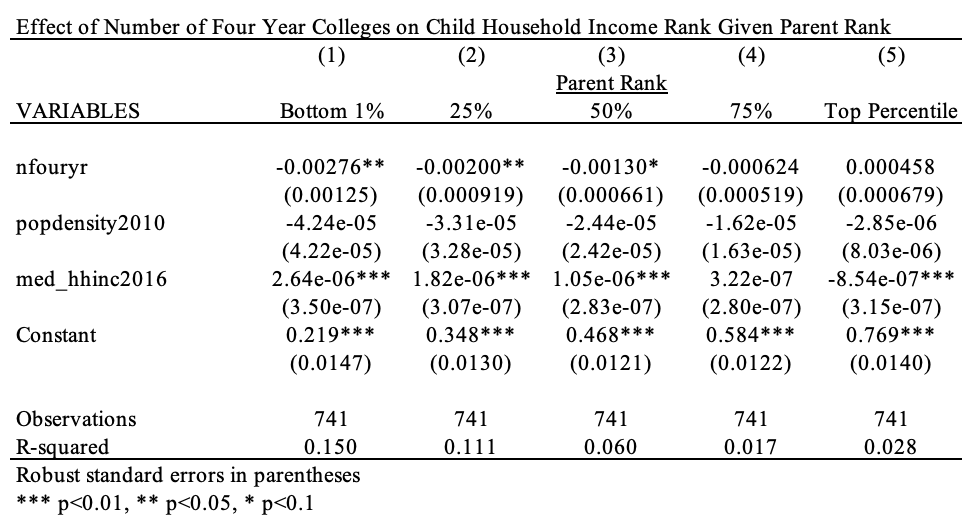 Effect of Number of Four Year Colleges on Child Household Income Rank Given Parent Rank
(1) (2) (3) (4) (5)
Parent Rank
VARIABLES Bottom 1% 25% 50% 75% Top Percentile
nfouryr -0.00276** -0.00200** -0.00130* -0.000624 0.000458
(0.00125) (0.000919) (0.000661) (0.000519) (0.000679)
popdensity2010 -4.24e-05 -3.31e-05 -2.44e-05 -1.62e-05 -2.85e-06
(4.22e-05) (3.28e-05) (2.42e-05) (1.63e-05) (8.03e-06)
med_hhinc2016 2.64e-06*** 1.82e-06*** 1.05e-06*** 3.22e-07 -8.54e-07***
(3.50e-07) (3.07e-07) (2.83e-07) (2.80e-07) (3.15e-07)
Constant 0.219*** 0.348*** 0.468*** 0.584*** 0.769***
(0.0147) (0.0130) (0.0121) (0.0122) (0.0140)
Observations 741 741 741 741 741
R-squared 0.150 0.111 0.060 0.017 0.028
Robust standard errors in parentheses
*** p<0.01, ** p<0.05, * p<0.1